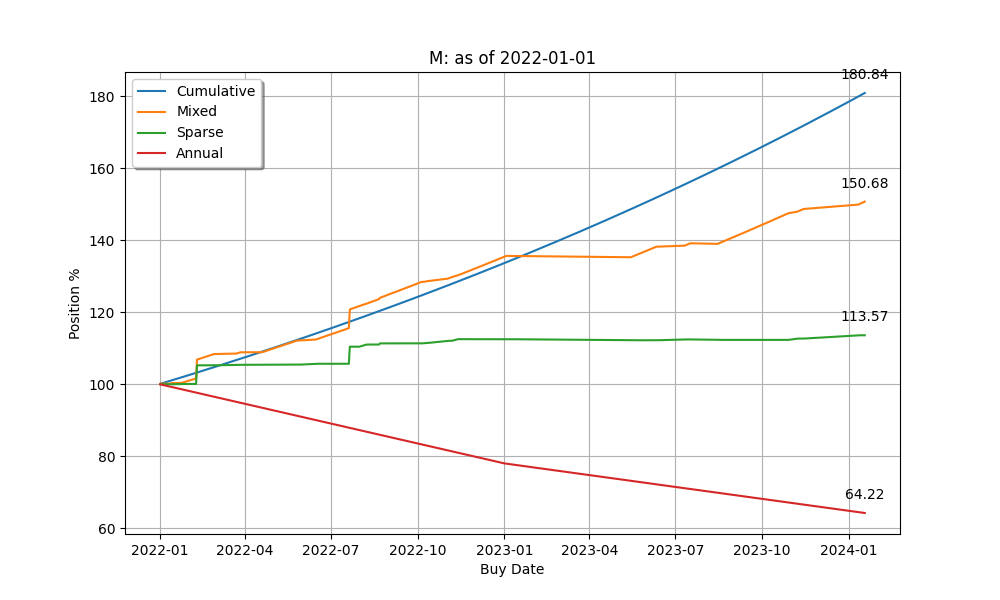 M: as of 2022-01-01
180.84
180
Cumulative
Mixed
Sparse
Annual
160
150.68
140
120
113.57
100
80
64.22
60
Position %
2022-01 2022-04 2022-07 2022-10 2023-01 2023-04 2023-07 2023-10 2024-01
Buy Date